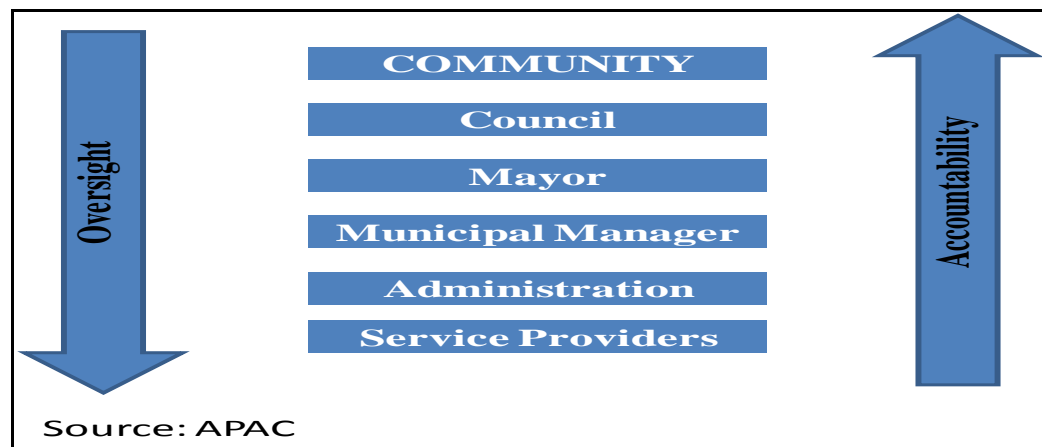 Oversight
COMMUNITY
Council
Mayor
Municipal Manager
Administration
Service Providers
Accountability
Source: APAC